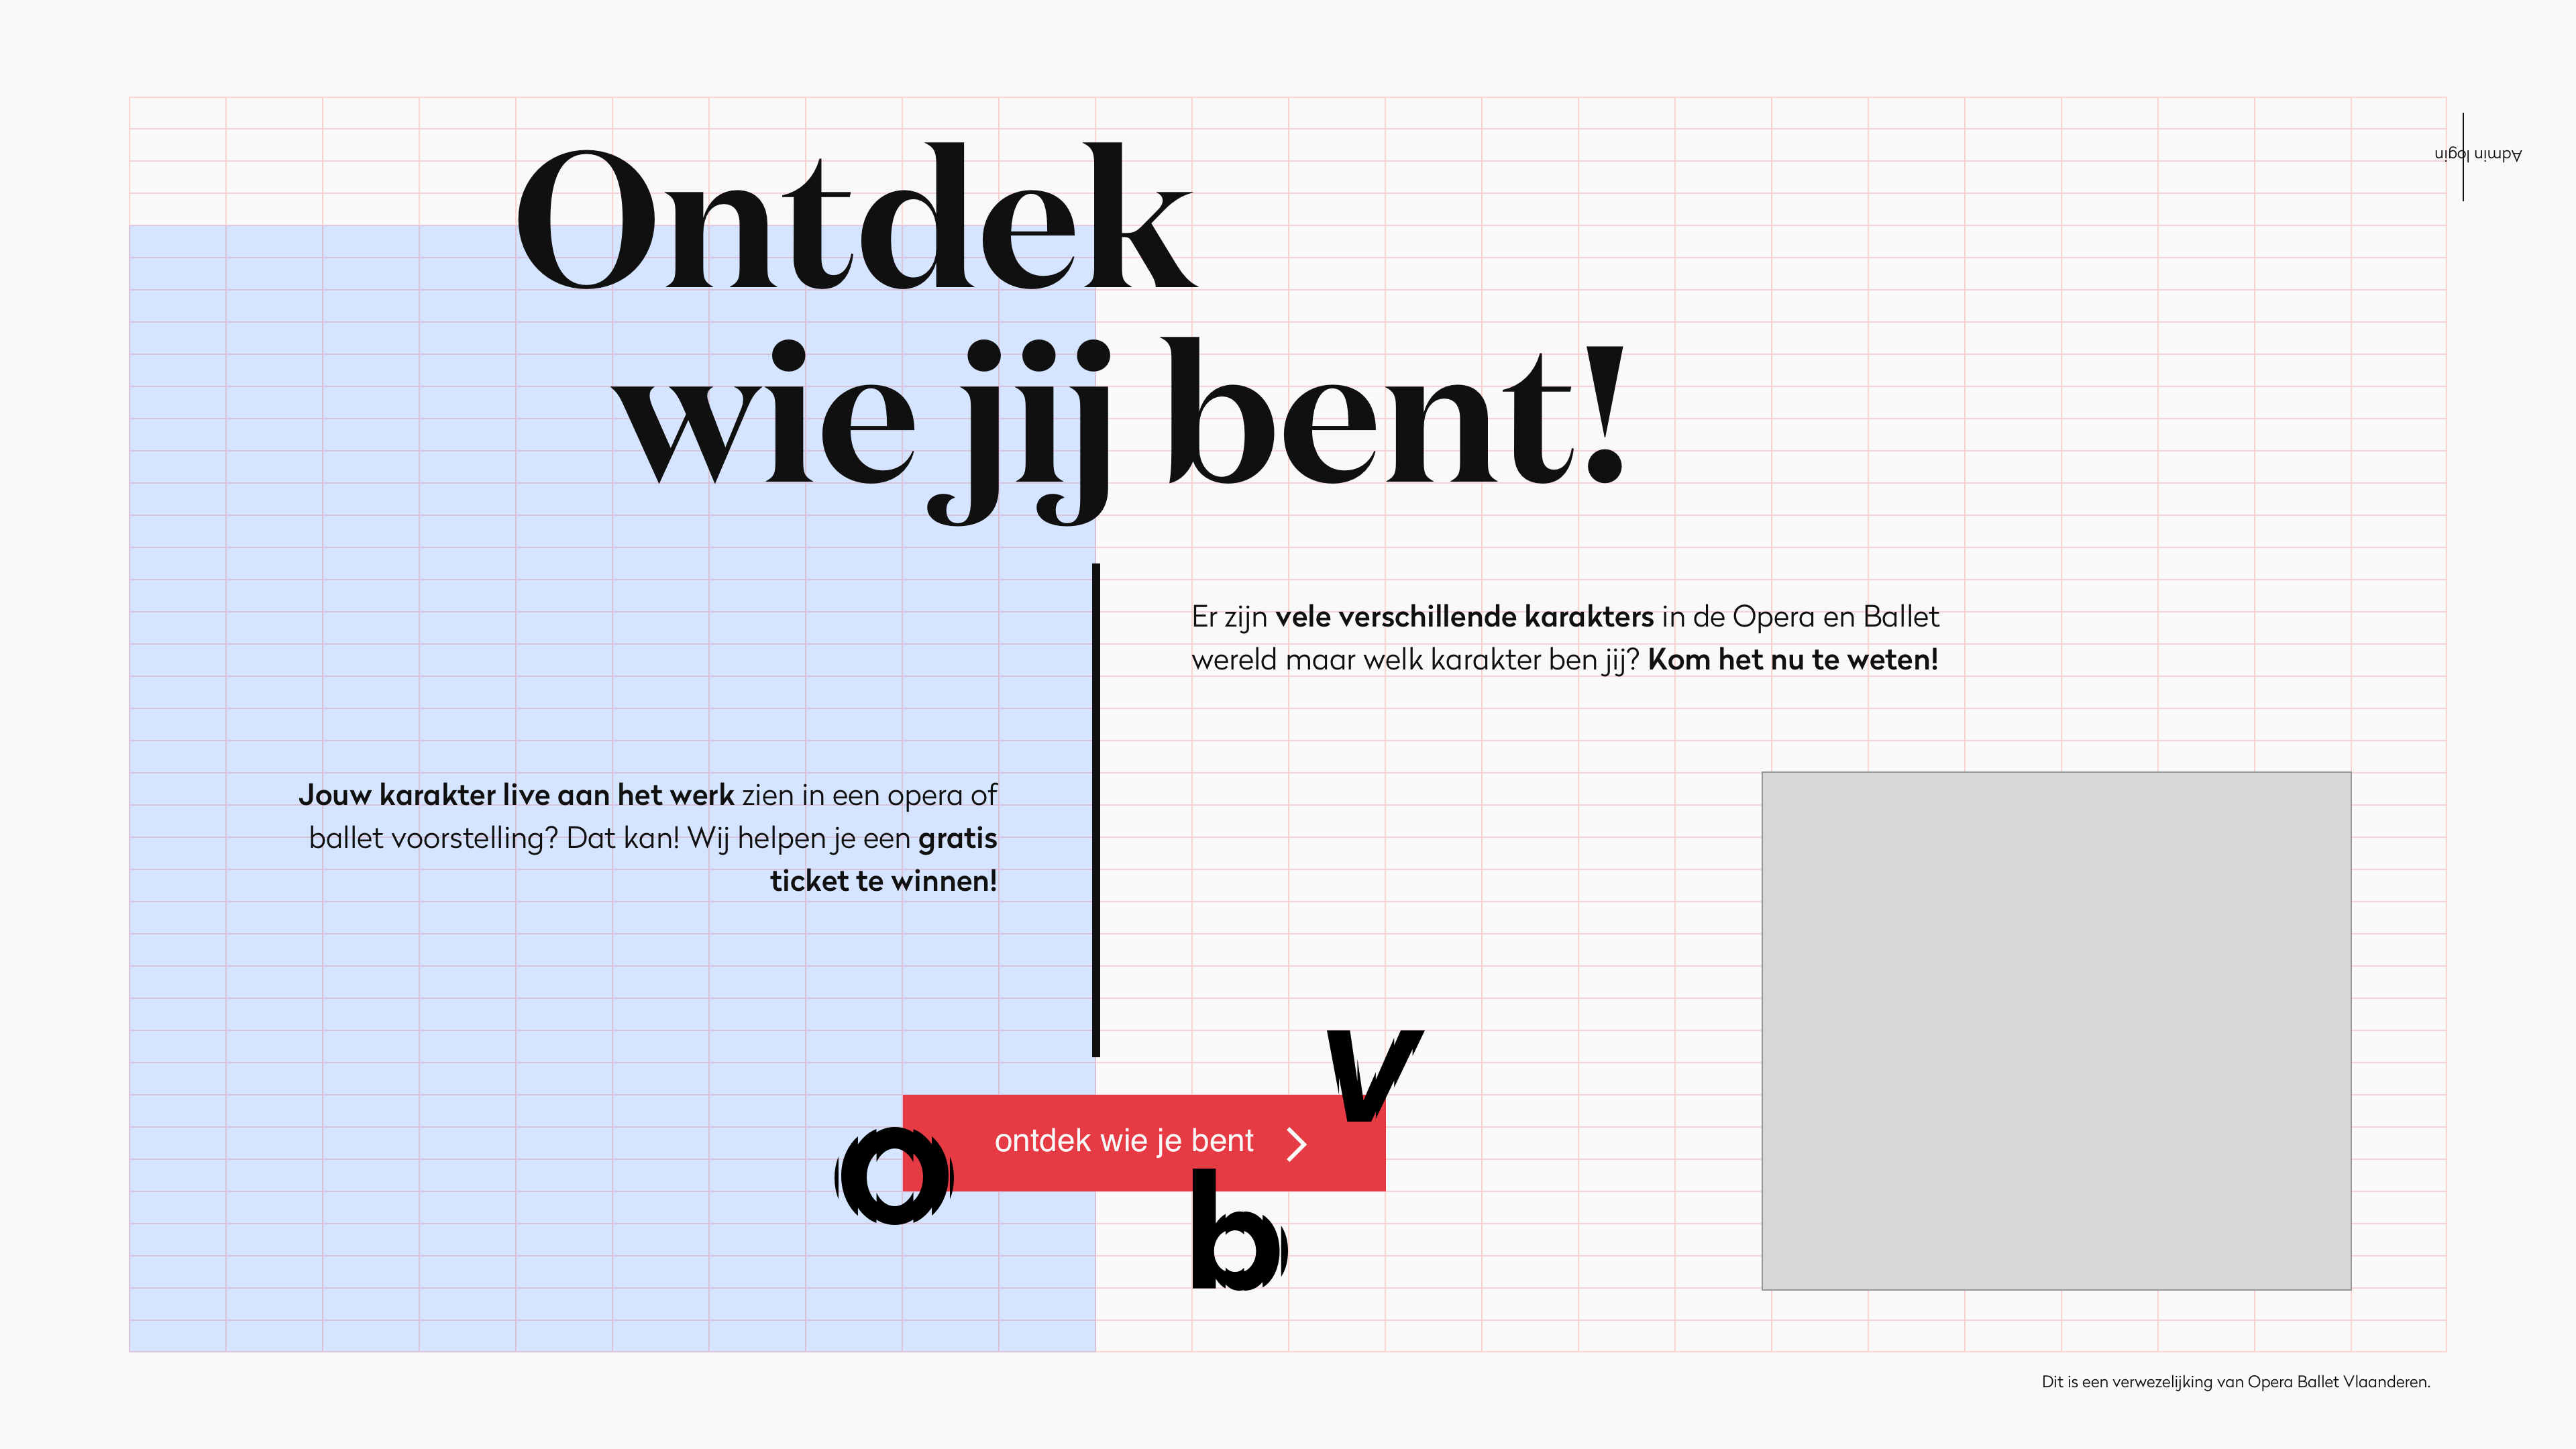 Admin login
Ontdek
wie jij bent!
Er zijn vele verschillende karakters in de Opera en Ballet
wereld maar welk karakter ben jij? Kom het nu te weten!
Jouw karakter live aan het werk zien in een opera of
ballet voorstelling? Dat kan! Wij helpen je een gratis
ticket te winnen!
v
ontdek wie je bent
o
b
Dit is een verwezelijking van Opera Ballet Vlaanderen.